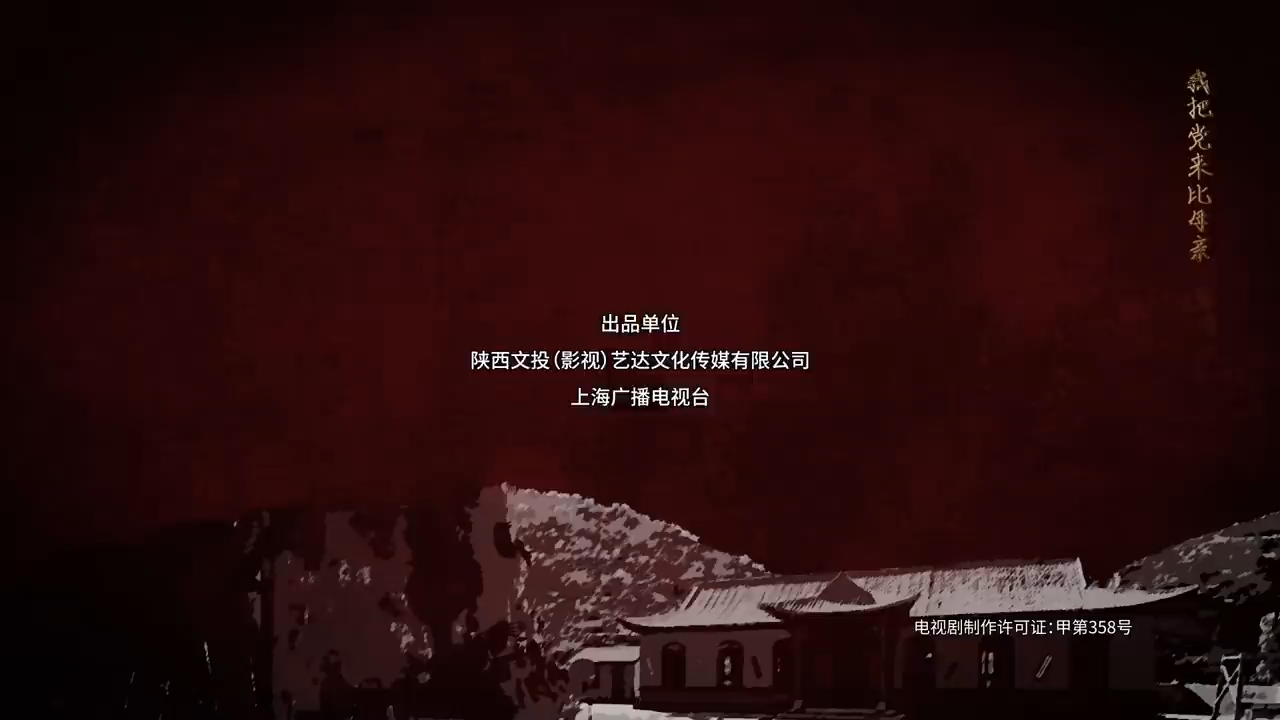 我把党来比母亲
出品单位
陕西文投(影视)艺达文化传媒有限公司
上海广播电视台
电视剧制作许可证:甲第358号